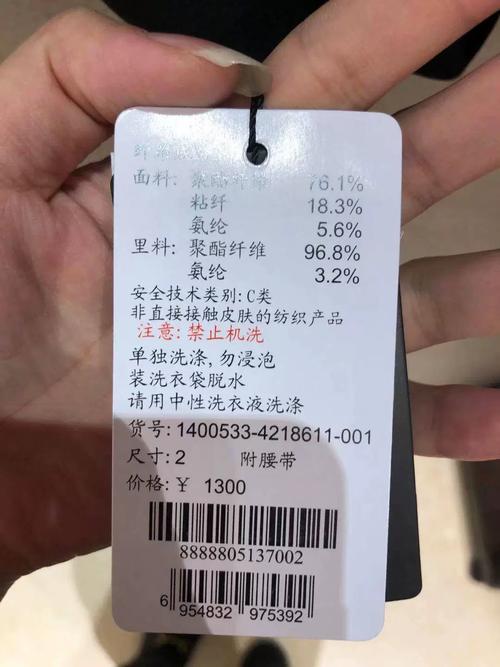 纤维成分
面料: 聚酯纤维 76.1%
粘纤 18.3%
氨纶 5.6%
里料: 聚酯纤维 96.8%
氨纶 3.2%
安全技术类别: C类
非直接接触皮肤的纺织产品
注意: 禁止机洗
单独洗涤, 勿浸泡
装洗衣袋脱水
请用中性洗衣液洗涤
货号: 1400533-4218611-001
尺寸: 2 附腰带
价格: ¥ 1300
8888805137002
6 954832 975392